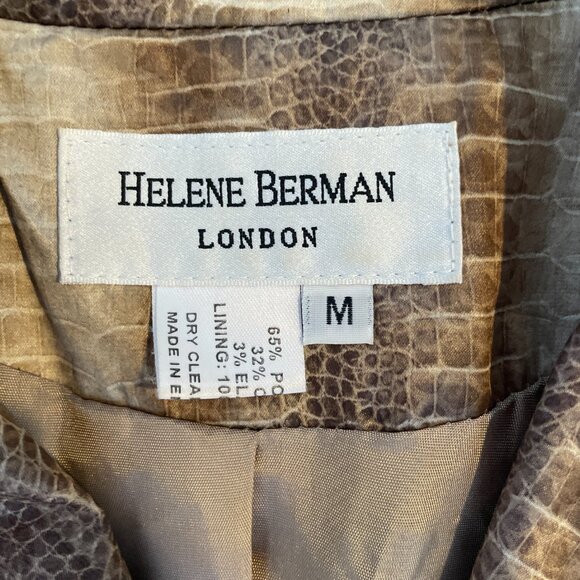 HELENE BERMAN
LONDON
M
65% PO
32% C
3% EL
LINING: 10
DRY CLEA
MADE IN E